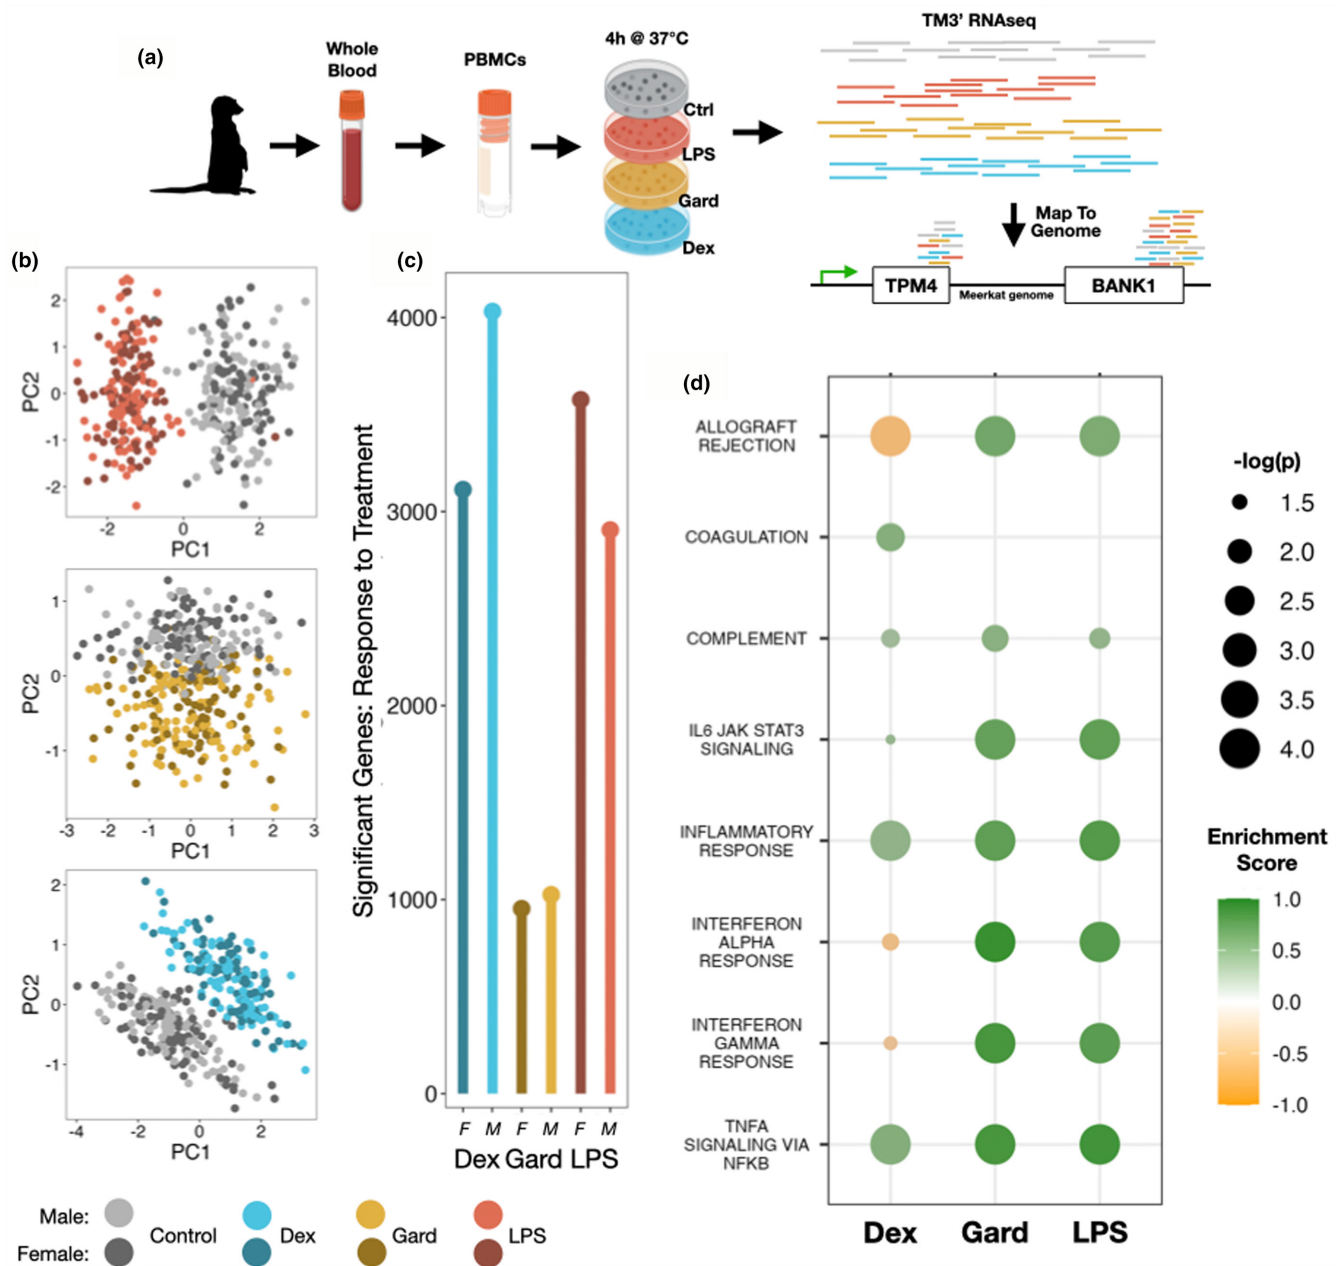 (a)
Whole
Blood
PBMCs
4h @ 37°C
Ctrl
LPS
Gard
Dex
TM3' RNAseq
Map To
Genome
TPM4
Meerkat genome
BANK1
(b)
2
1
0
-1
-2
PC2
-2
0
2
PC1
1
0
-1
PC2
-3
-2
-1
0
1
2
3
PC1
2
1
0
-1
PC2
-4
-2
0
2
PC1
(c)
Significant Genes: Response to Treatment
4000
3000
2000
1000
0
F M F M F M
Dex Gard LPS
Male:
Female:
Control
Dex
Gard
LPS
(d)
ALLOGRAFT
REJECTION
COAGULATION
COMPLEMENT
IL6 JAK STAT3
SIGNALING
INFLAMMATORY
RESPONSE
INTERFERON
ALPHA
RESPONSE
INTERFERON
GAMMA
RESPONSE
TNFA
SIGNALING VIA
NFKB
Dex Gard LPS
-log(p)
1.5
2.0
2.5
3.0
3.5
4.0
Enrichment
Score
1.0
0.5
0.0
-0.5
-1.0